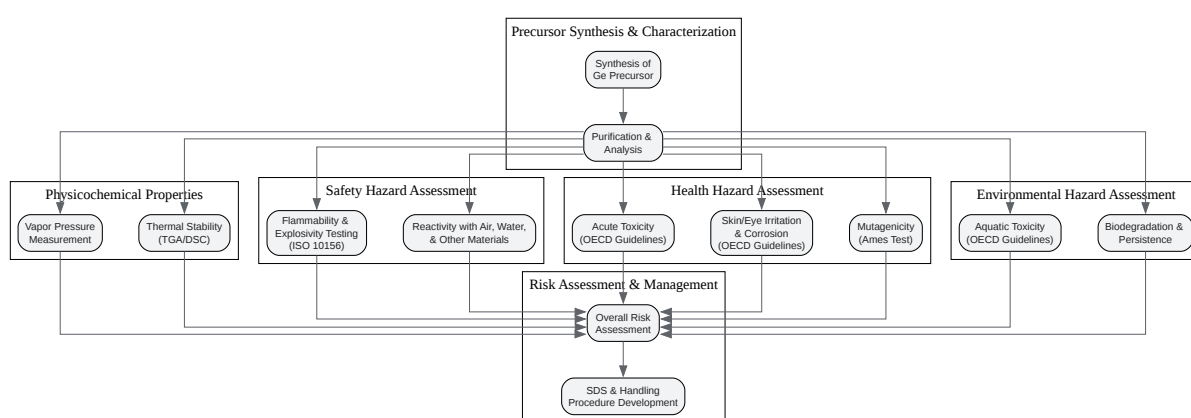 Precursor Synthesis & Characterization
Synthesis of
Ge Precursor
Purification &
Analysis
Physicochemical Properties
Vapor Pressure
Measurement
Thermal Stability
(TGA/DSC)
Safety Hazard Assessment
Flammability &
Explosivity Testing
(ISO 10156)
Reactivity with Air, Water,
& Other Materials
Health Hazard Assessment
Acute Toxicity
(OECD Guidelines)
Skin/Eye Irritation
& Corrosion
(OECD Guidelines)
Mutagenicity
(Ames Test)
Environmental Hazard Assessment
Aquatic Toxicity
(OECD Guidelines)
Biodegradation &
Persistence
Risk Assessment & Management
Overall Risk
Assessment
SDS & Handling
Procedure Development